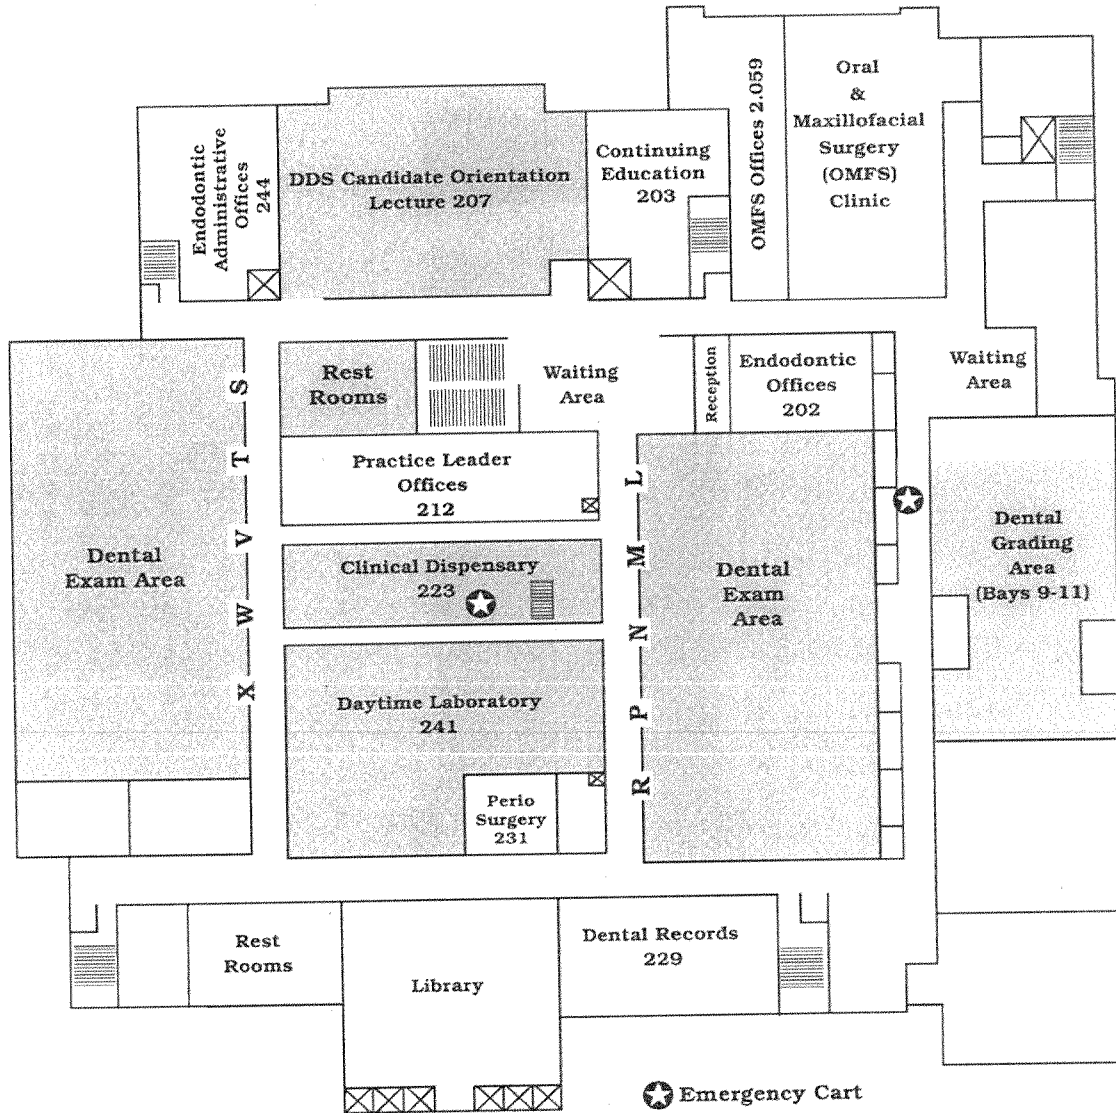 Oral
&
Maxillofacial
Surgery
(OMFS)
Clinic
OMFS Offices 2.059
Continuing
Education
203
DDS Candidate Orientation
Lecture 207
Endodontic
Administrative
Offices
244
Rest
Rooms
Waiting
Area
Reception
Endodontic
Offices
202
Waiting
Area
S
T
V
V
W
X
Practice Leader
Offices
212
L
M
N
P
R
Dental
Exam Area
Clinical Dispensary
223
Dental
Exam
Area
Dental
Grading
Area
(Bays 9-11)
Daytime Laboratory
241
Perio
Surgery
231
Rest
Rooms
Library
Dental Records
229
Emergency Cart